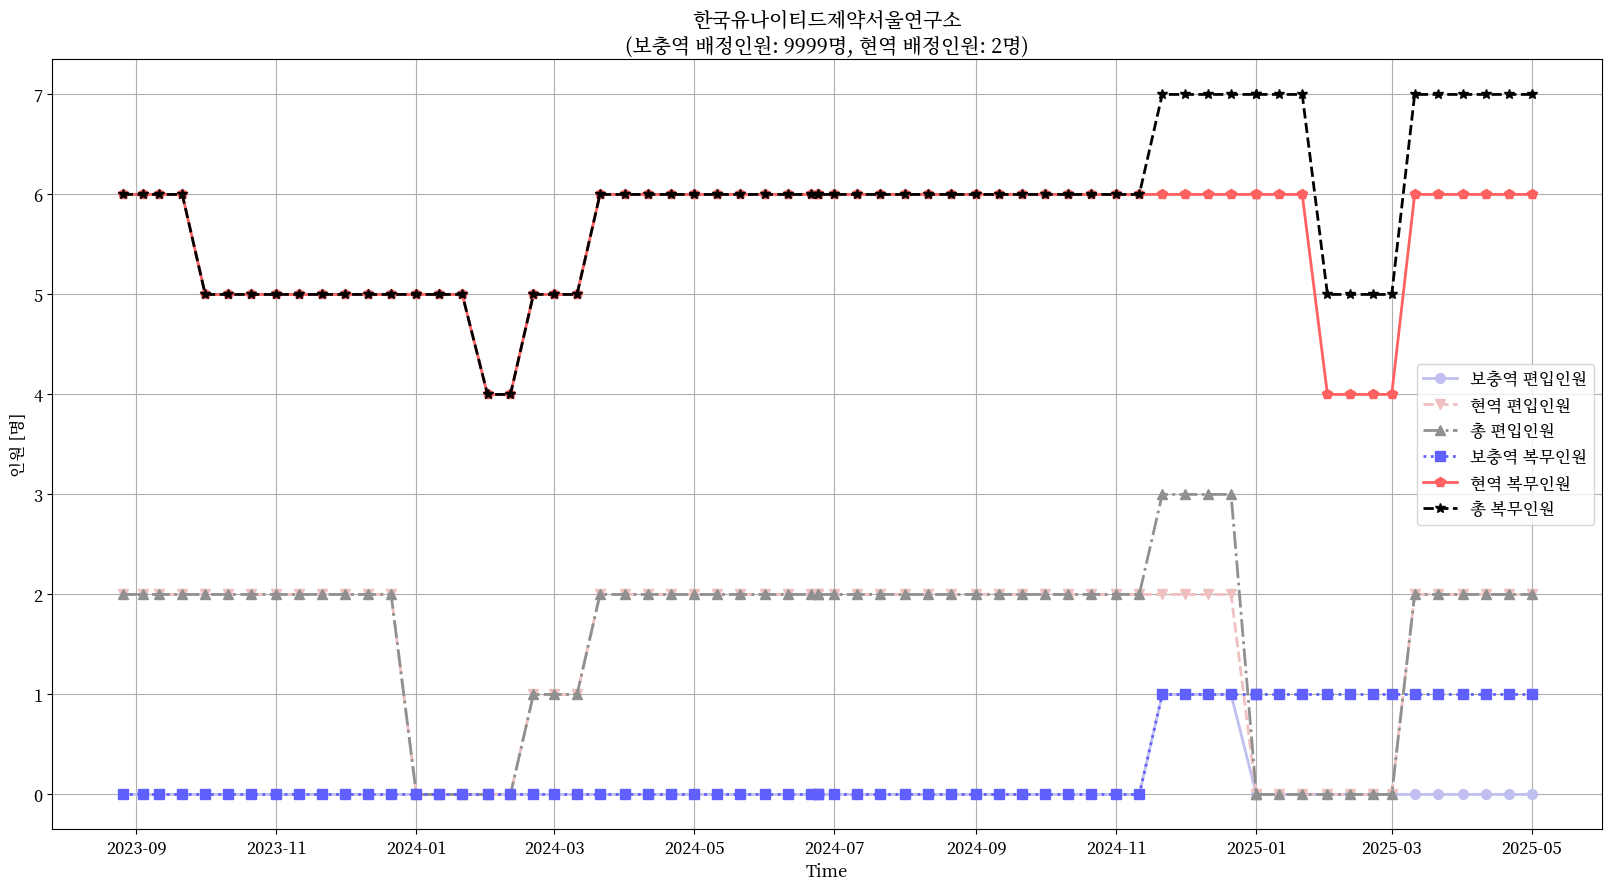 한국유나이티드제약서울연구소
(보충역 배정인원: 9999명, 현역 배정인원: 2명)
인원 [명]
7
6
5
4
3
2
1
0
보충역 편입인원
현역 편입인원
총 편입인원
보충역 복무인원
현역 복무인원
총 복무인원
2023-09 2023-11 2024-01 2024-03 2024-05 2024-07 2024-09 2024-11 2025-01 2025-03 2025-05
Time